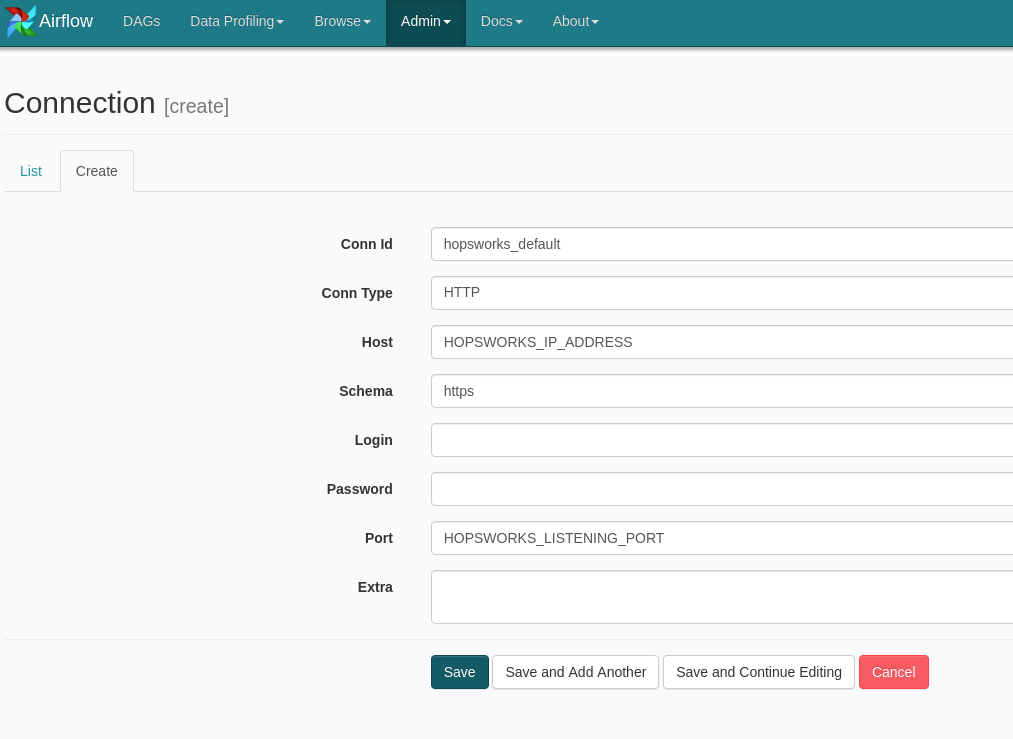 Airflow DAGs Data Profiling Browse Admin Docs About
Connection [create]
List Create
Conn Id hopsworks_default
Conn Type HTTP
Host HOPSWORKS_IP_ADDRESS
Schema https
Login
Password
Port HOPSWORKS_LISTENING_PORT
Extra
Save Save and Add Another Save and Continue Editing Cancel